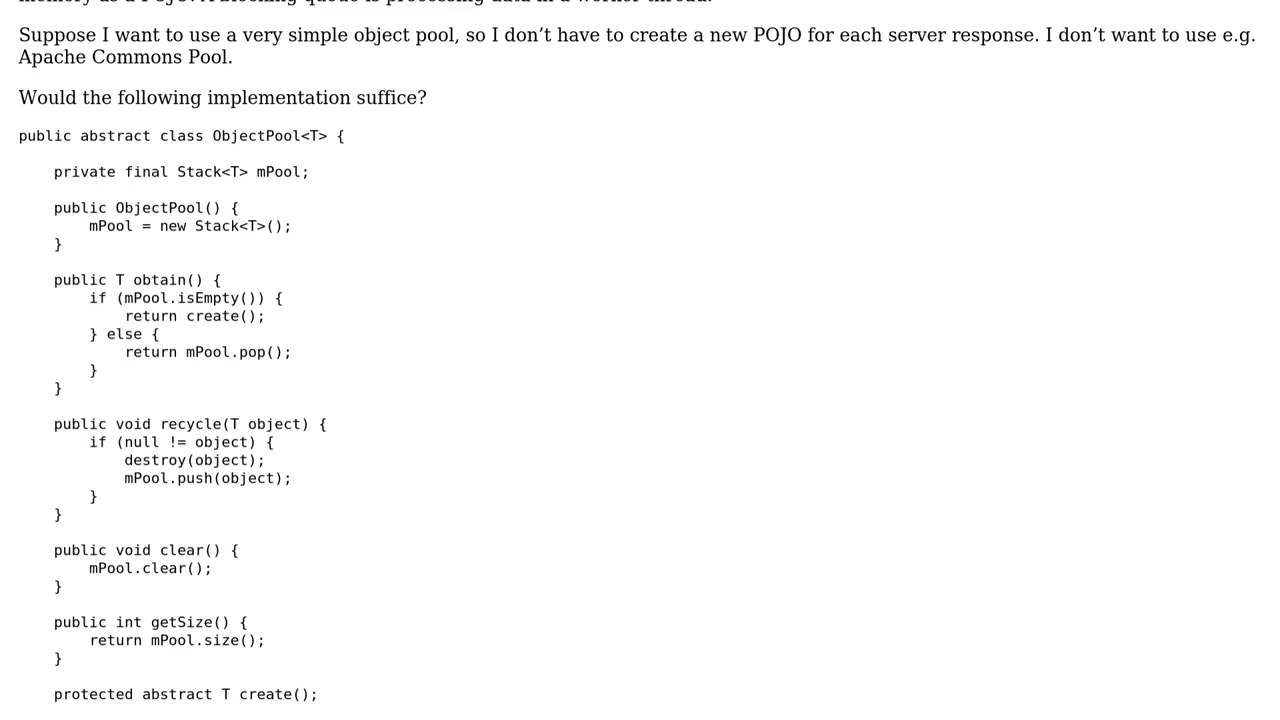 Suppose I want to use a very simple object pool, so I don’t have to create a new POJO for each server response. I don’t want to use e.g.
Apache Commons Pool.
Would the following implementation suffice?
public abstract class ObjectPool<T> {
    private final Stack<T> mPool;
    public ObjectPool() {
        mPool = new Stack<T>();
    }
    public T obtain() {
        if (mPool.isEmpty()) {
            return create();
        } else {
            return mPool.pop();
        }
    }
    public void recycle(T object) {
        if (null != object) {
            destroy(object);
            mPool.push(object);
        }
    }
    public void clear() {
        mPool.clear();
    }
    public int getSize() {
        return mPool.size();
    }
    protected abstract T create();